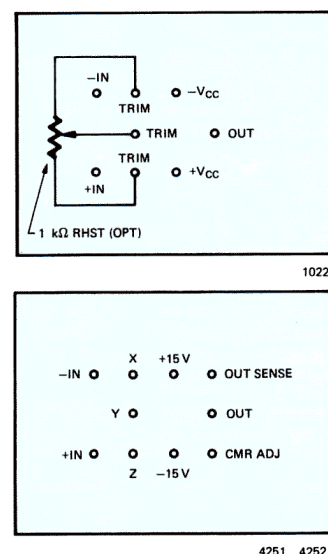 −IN
−VCC
TRIM
TRIM
OUT
TRIM
+VCC
+IN
1 kΩ RHST (OPT)
1022
X +15 V
−IN OUT SENSE
Y OUT
+IN CMR ADJ
Z −15 V
4251 4252